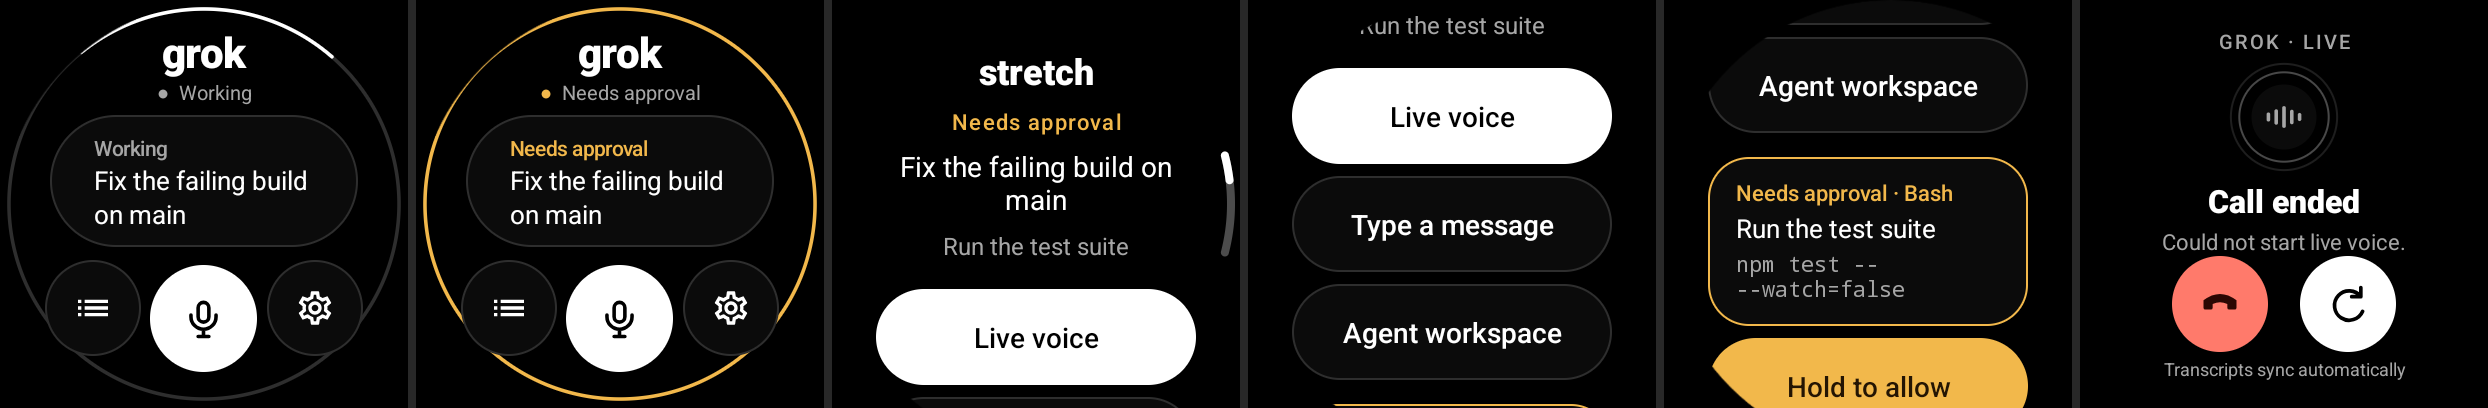 grok
Working
Working
Fix the failing build
on main
grok
Needs approval
Needs approval
Fix the failing build
on main
stretch
Needs approval
Fix the failing build on
main
Run the test suite
Live voice
Run the test suite
Live voice
Type a message
Agent workspace
Agent workspace
Needs approval · Bash
Run the test suite
npm test --
--watch=false
Hold to allow
GROK · LIVE
Call ended
Could not start live voice.
Transcripts sync automatically